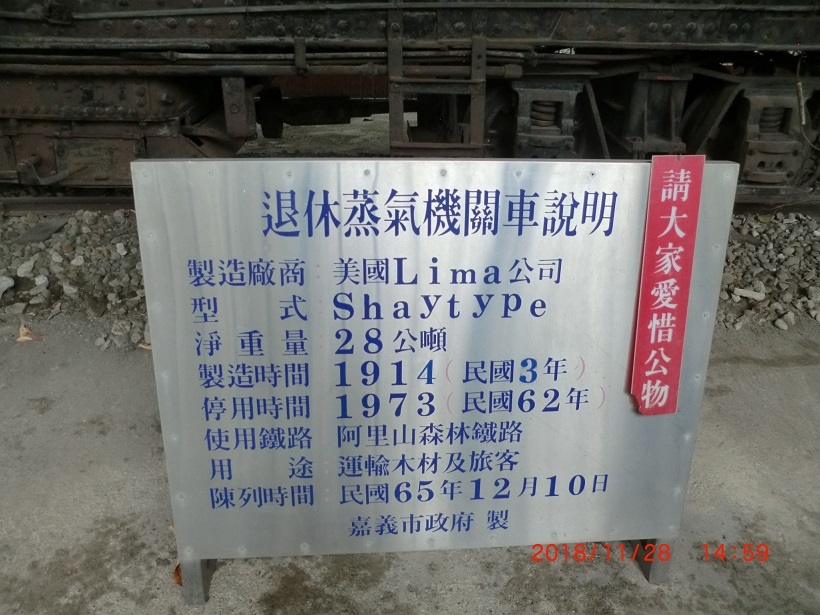 退休蒸氣機關車說明
製造廠商 美國Lima公司
型式 Shaytype
淨重量 28公噸
製造時間 1914(民國3年)
停用時間 1973(民國62年)
使用鐵路 阿里山森林鐵路
用途 運輸木材及旅客
陳列時間 民國65年12月10日
嘉義市政府 製
請大家愛惜公物
2018/11/28 14:59